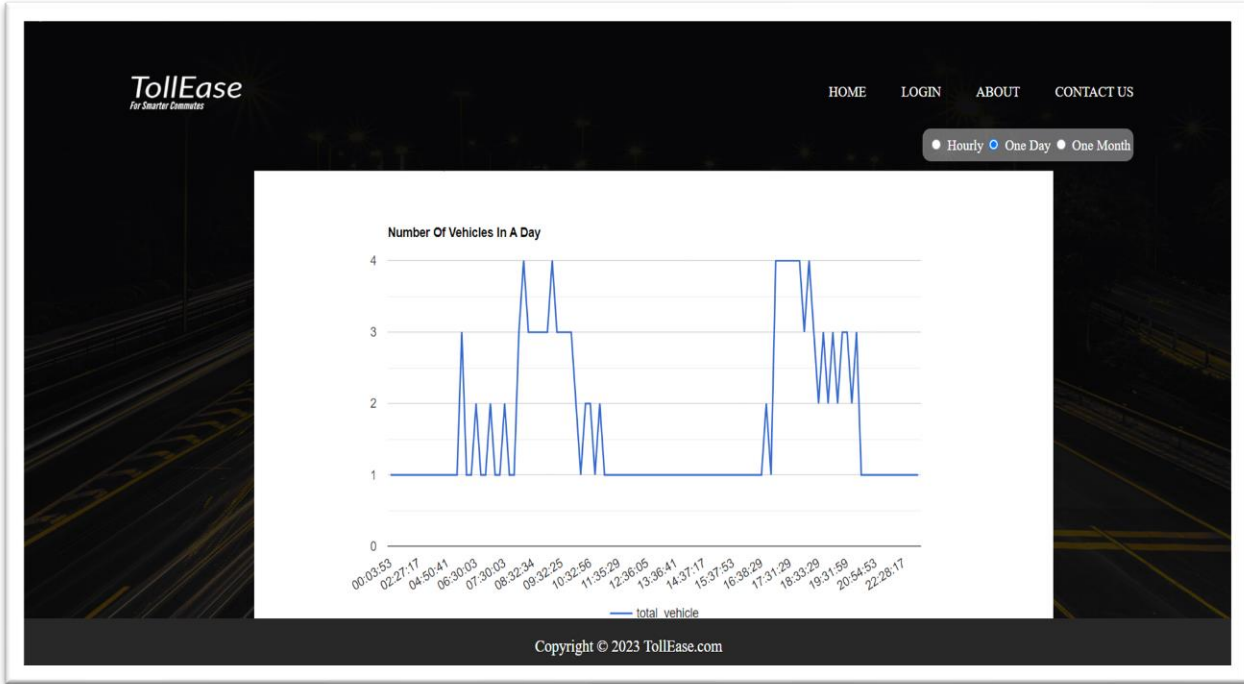 TollEase
For Smarter Commutes
HOME LOGIN ABOUT CONTACT US
Hourly One Day One Month
Number Of Vehicles In A Day
4
3
2
1
0
00:03:53 02:27:17 04:50:41 06:30:03 07:30:03 08:32:34 09:32:25 10:32:56 11:35:29 12:36:05 13:36:41 14:37:17 15:37:53 16:38:29 17:31:29 18:33:29 19:31:59 20:54:53 22:28:17
total_vehicle
Copyright © 2023 TollEase.com